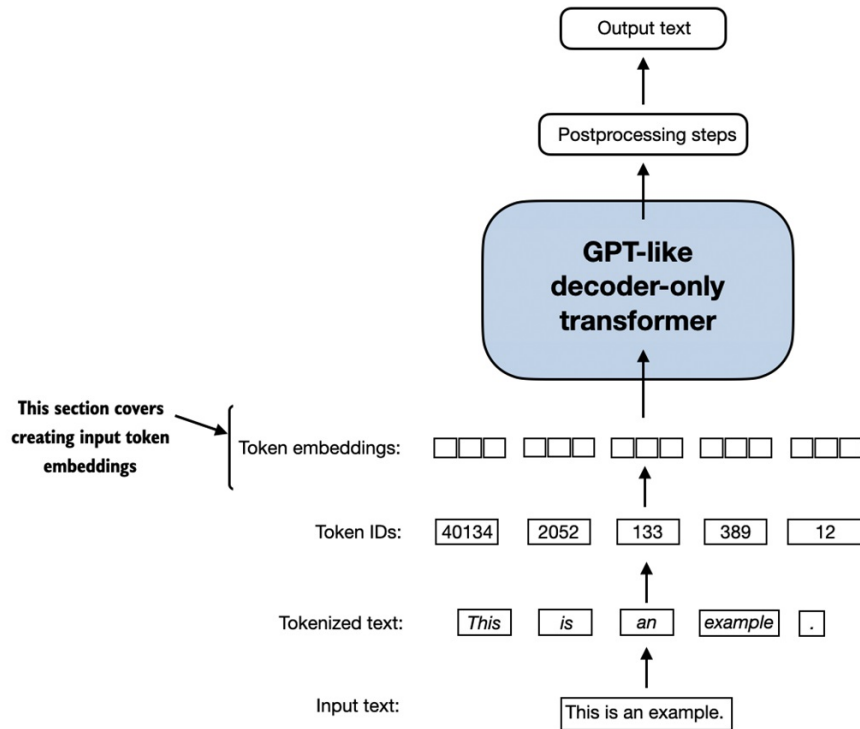 Output text
Postprocessing steps
GPT-like
decoder-only
transformer
This section covers
creating input token
embeddings
Token embeddings:
Token IDs: 40134 2052 133 389 12
Tokenized text: This is an example .
Input text: This is an example.